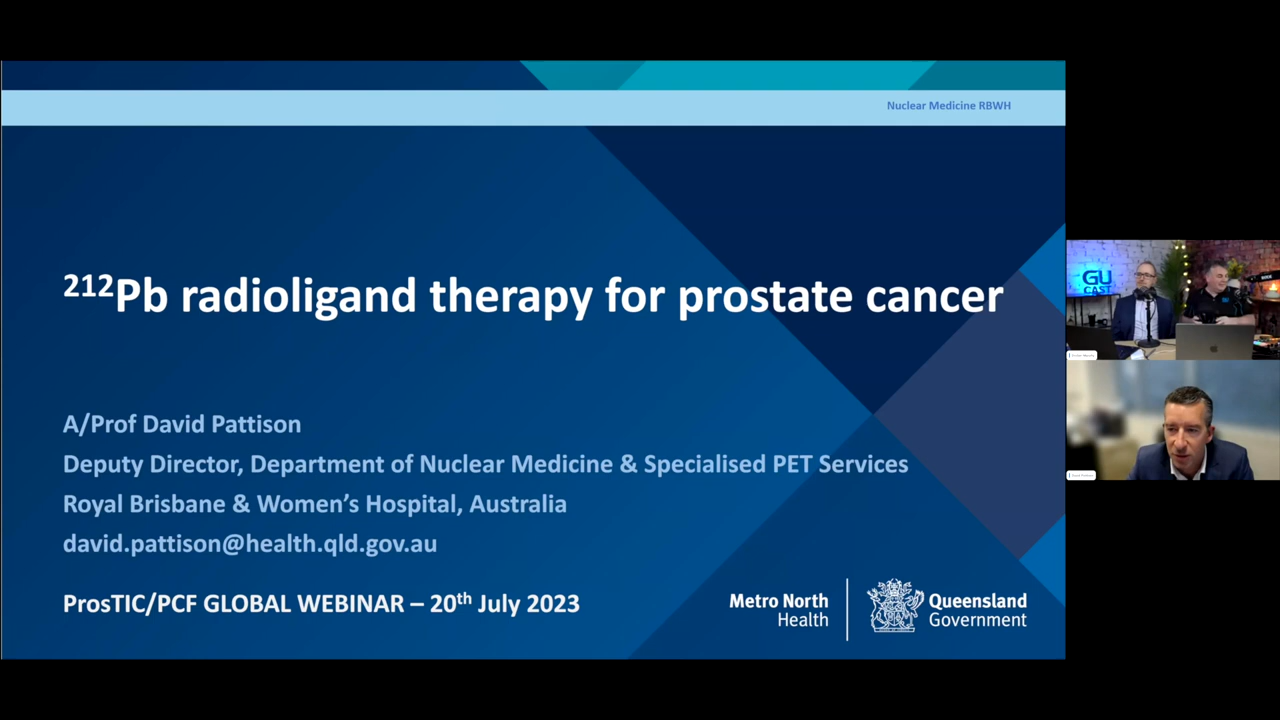 Nuclear Medicine RBWH
²¹²Pb radioligand therapy for prostate cancer
A/Prof David Pattison
Deputy Director, Department of Nuclear Medicine & Specialised PET Services
Royal Brisbane & Women’s Hospital, Australia
david.pattison@health.qld.gov.au
ProsTIC/PCF GLOBAL WEBINAR – 20th July 2023
Metro North
Health
Queensland
Government
GU
CAST